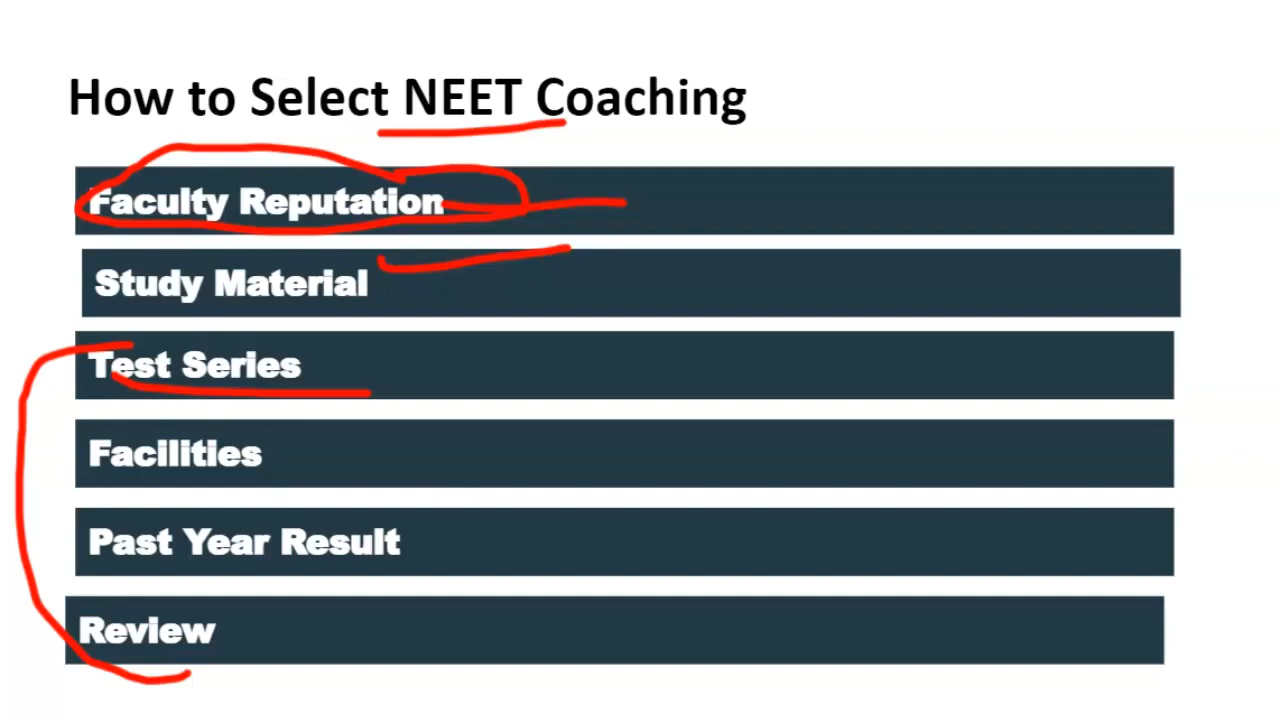 How to Select NEET Coaching
Faculty Reputation
Study Material
Test Series
Facilities
Past Year Result
Review